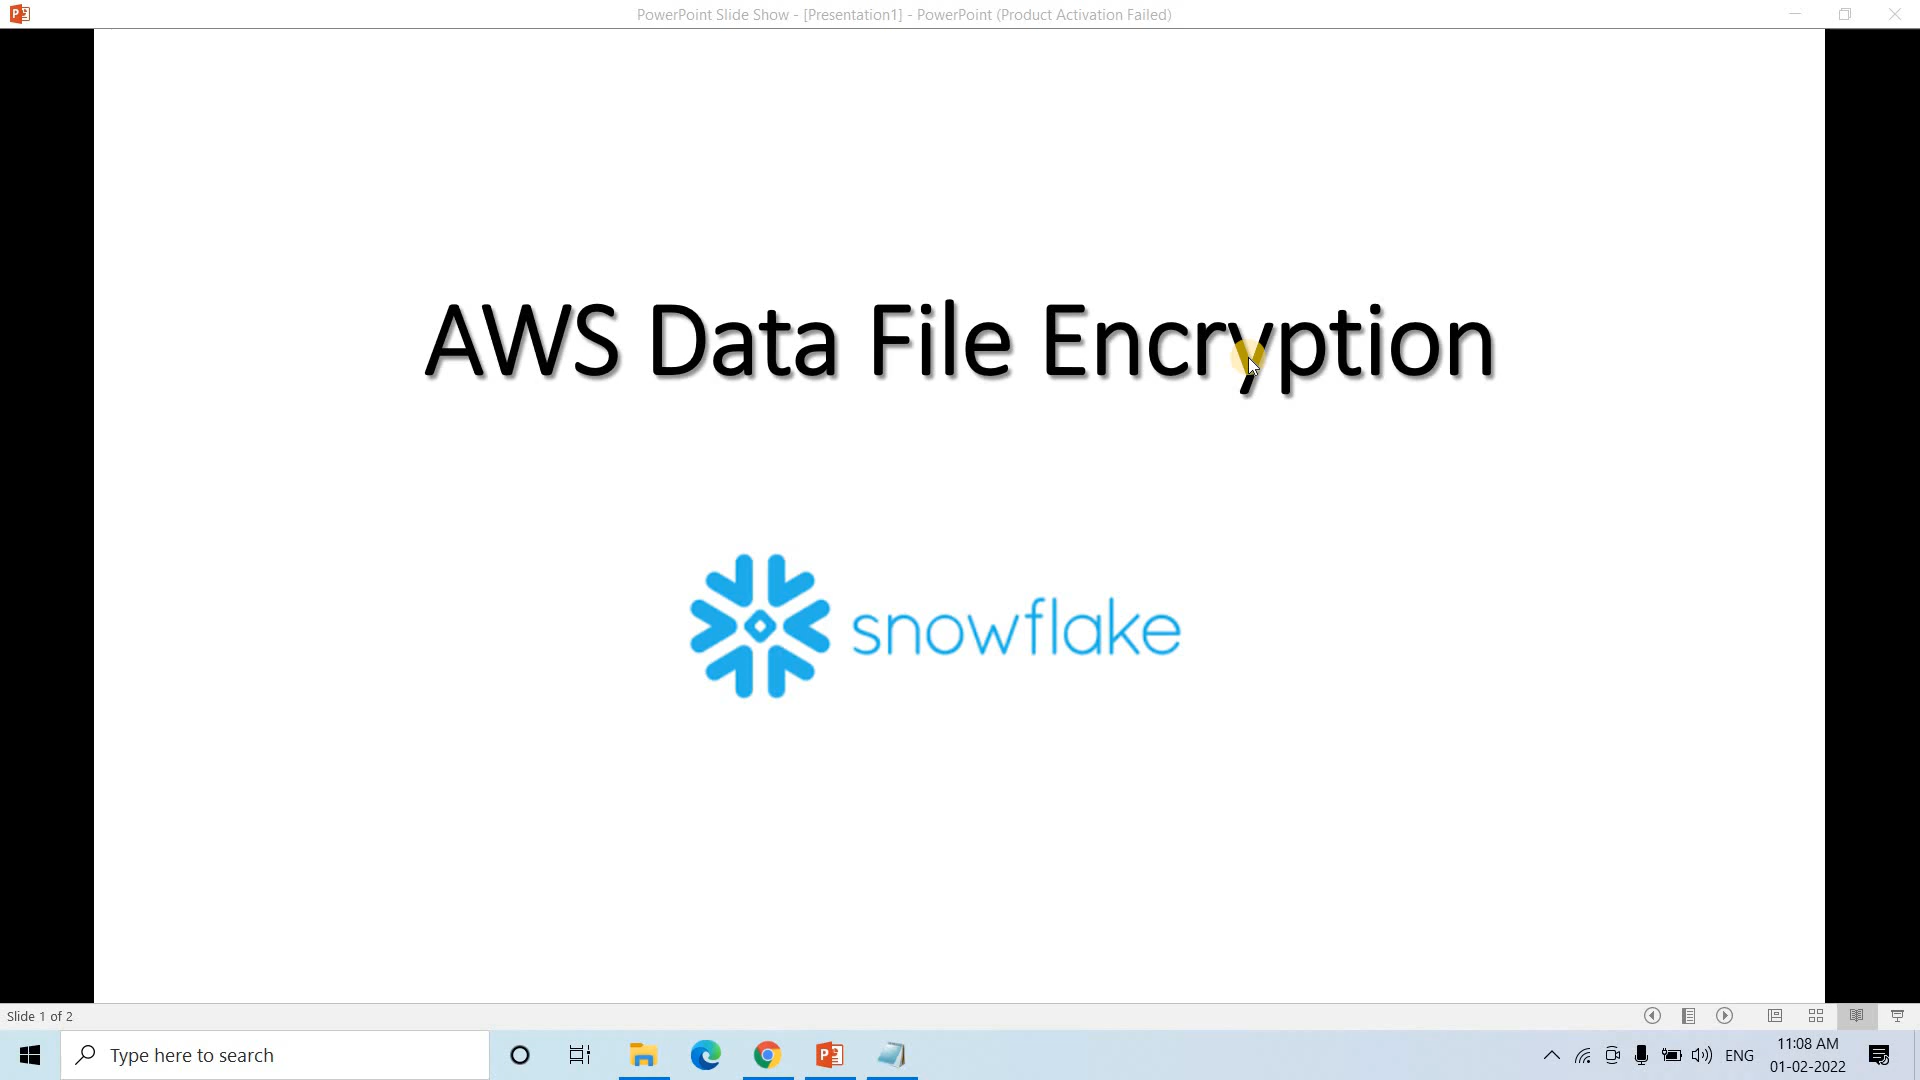 PowerPoint Slide Show - [Presentation1] - PowerPoint (Product Activation Failed)
AWS Data File Encryption
snowflake
Slide 1 of 2
Type here to search
ENG
11:08 AM
01-02-2022